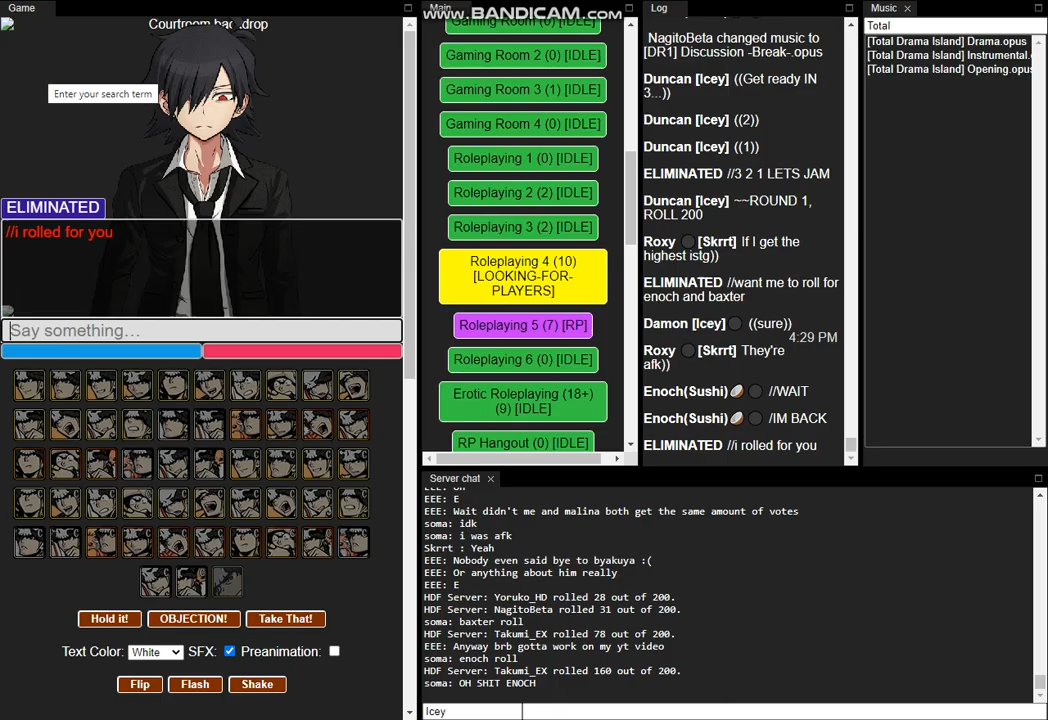 Game
Courtroom bac .drop
Enter your search term
ELIMINATED
//i rolled for you
Say something…
Hold it!
OBJECTION!
Take That!
Text Color:
White
SFX:
Preanimation:
Flip
Flash
Shake
Main
www.BANDICAM.com
Gaming Room (0) [IDLE]
Gaming Room 2 (0) [IDLE]
Gaming Room 3 (1) [IDLE]
Gaming Room 4 (0) [IDLE]
Roleplaying 1 (0) [IDLE]
Roleplaying 2 (2) [IDLE]
Roleplaying 3 (2) [IDLE]
Roleplaying 4 (10)
[LOOKING-FOR-
PLAYERS]
Roleplaying 5 (7) [RP]
Roleplaying 6 (0) [IDLE]
Erotic Roleplaying (18+)
(9) [IDLE]
RP Hangout (0) [IDLE]
Log
NagitoBeta changed music to
[DR1] Discussion -Break-.opus
Duncan [Icey] ((Get ready IN
3...))
Duncan [Icey] ((2))
Duncan [Icey] ((1))
ELIMINATED //3 2 1 LETS JAM
Duncan [Icey] ~~ROUND 1,
ROLL 200
Roxy [Skrrt] If I get the
highest istg))
ELIMINATED //want me to roll for
enoch and baxter
Damon [Icey] ((sure))
4:29 PM
Roxy [Skrrt] They're
afk))
Enoch(Sushi) //WAIT
Enoch(Sushi) //IM BACK
ELIMINATED //i rolled for you
Music
Total
[Total Drama Island] Drama.opus
[Total Drama Island] Instrumental.
[Total Drama Island] Opening.opus
Server chat
EEE: Wait didn't me and malina both get the same amount of votes
soma: idk
soma: i was afk
Skrrt : Yeah
EEE: Nobody even said bye to byakuya :(
EEE: Or anything about him really
EEE: E
HDF Server: Yoruko_HD rolled 28 out of 200.
HDF Server: NagitoBeta rolled 31 out of 200.
soma: baxter roll
HDF Server: Takumi_EX rolled 78 out of 200.
EEE: Anyway brb gotta work on my yt video
soma: enoch roll
HDF Server: Takumi_EX rolled 160 out of 200.
soma: OH SHIT ENOCH
Icey